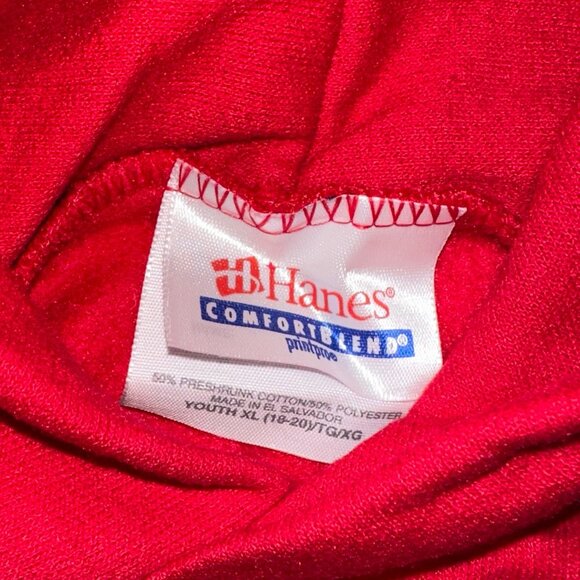 Hanes®
COMFORTBLEND®
printpro®
50% PRESHRUNK COTTON/50% POLYESTER
MADE IN EL SALVADOR
YOUTH XL (18-20)/TG/XG